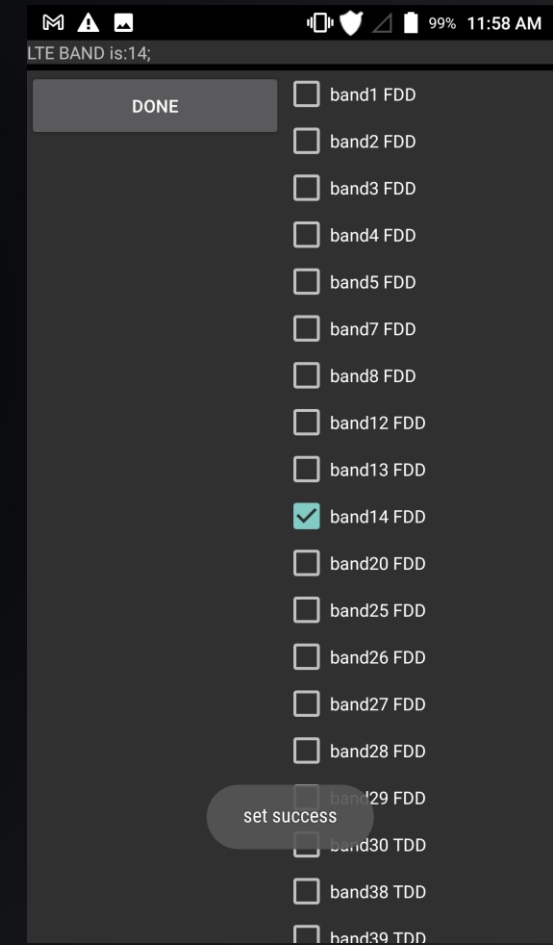 99% 11:58 AM
LTE BAND is:14;
DONE
band1 FDD
band2 FDD
band3 FDD
band4 FDD
band5 FDD
band7 FDD
band8 FDD
band12 FDD
band13 FDD
band14 FDD
band20 FDD
band25 FDD
band26 FDD
band27 FDD
band28 FDD
band29 FDD
set success
band30 TDD
band38 TDD
band39 TDD